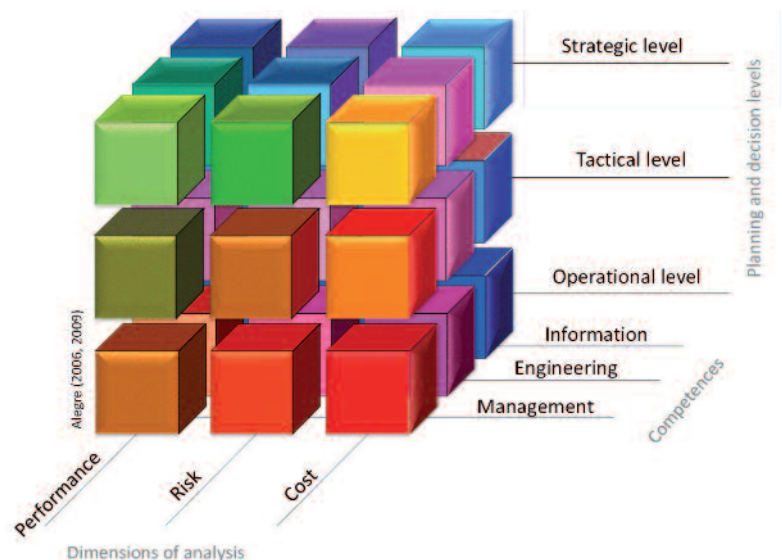 Strategic level
Tactical level
Operational level
Planning and decision levels
Information
Engineering
Management
Competences
Alegre (2006, 2009)
Performance
Risk
Cost
Dimensions of analysis